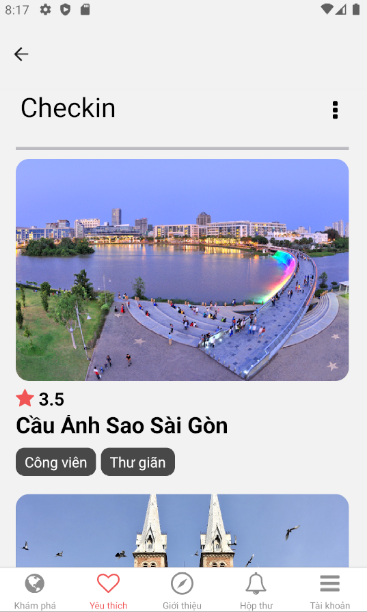 8:17
Checkin
3.5
Cầu Ánh Sao Sài Gòn
Công viên Thư giãn
Khám phá Yêu thích Giới thiệu Hộp thư Tài khoản